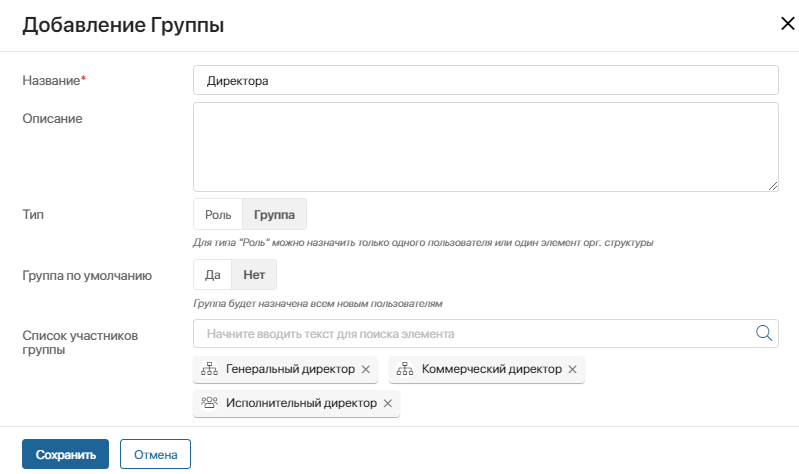 Добавление Группы
Название*
Директора
Описание
Тип
Роль
Группа
Для типа "Роль" можно назначить только одного пользователя или один элемент орг. структуры
Группа по умолчанию
Да
Нет
Группа будет назначена всем новым пользователям
Список участников
группы
Начните вводить текст для поиска элемента
Генеральный директор
Коммерческий директор
Исполнительный директор
Сохранить
Отмена